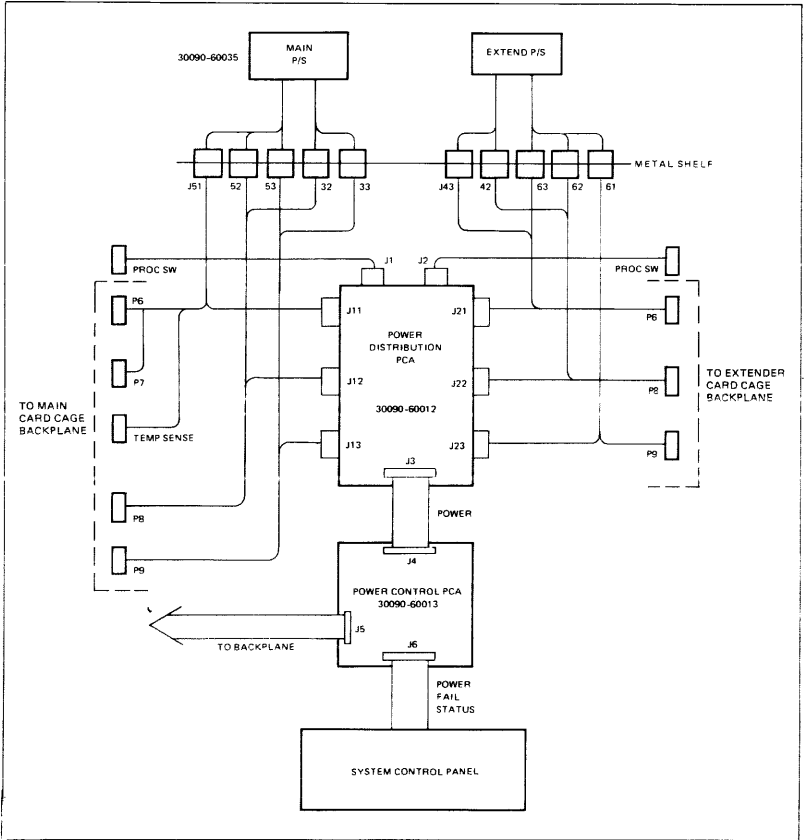 30090-60035
MAIN
P/S
EXTEND P/S
METAL SHELF
J51
52
53
32
33
J43
42
63
62
61
PROC SW
J1
J2
PROC SW
P6
J11
J21
P6
POWER
DISTRIBUTION
PCA
P7
J12
J22
P8
TO MAIN
CARD CAGE
BACKPLANE
TO EXTENDER
CARD CAGE
BACKPLANE
30090-60012
TEMP SENSE
J13
J23
P9
J3
P8
POWER
P9
J4
POWER CONTROL PCA
30090-60013
J5
TO BACKPLANE
J6
POWER
FAIL
STATUS
SYSTEM CONTROL PANEL